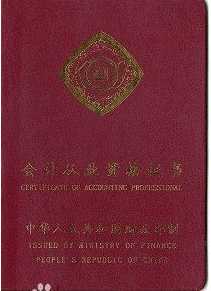 会计从业资格证书
CERTIFICATE OF ACCOUNTING PROFESSIONAL
中华人民共和国财政部制
ISSUED BY MINISTRY OF FINANCE
PEOPLE'S REPUBLIC OF CHINA